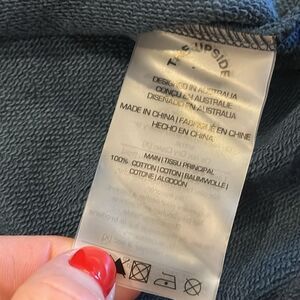 THE UPSIDE
DESIGNED IN AUSTRALIA
CONÇU EN AUSTRALIE
DISENADO EN AUSTRALIA
MADE IN CHINA | FABRIQUÉ EN CHINE
HECHO EN CHINA
MAIN | TISSU PRINCIPAL
100% COTTON | COTON | BAUMWOLLE |
COTONE | ALGODÓN